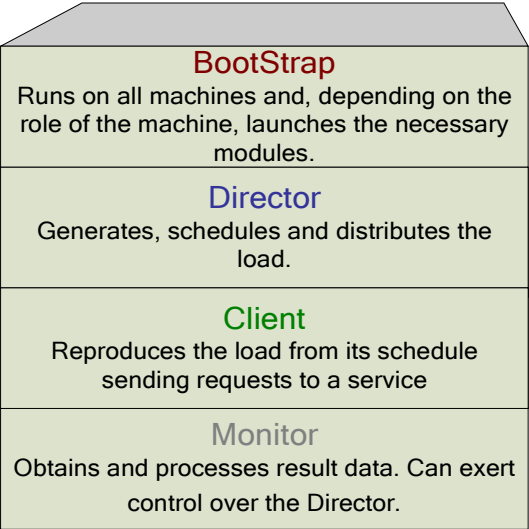 BootStrap
Runs on all machines and, depending on the
role of the machine, launches the necessary
modules.
Director
Generates, schedules and distributes the
load.
Client
Reproduces the load from its schedule
sending requests to a service
Monitor
Obtains and processes result data. Can exert
control over the Director.